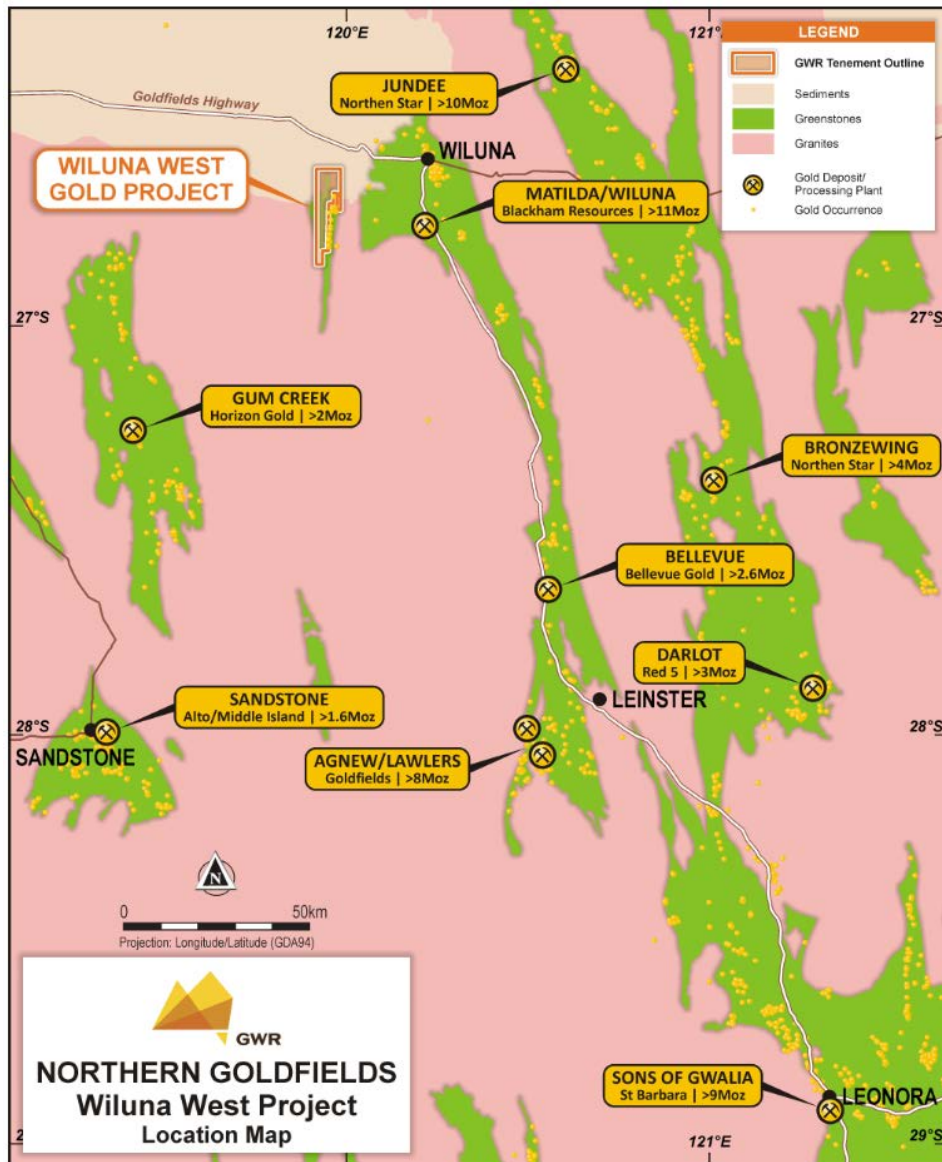 120°E
121°
LEGEND
GWR Tenement Outline
Sediments
Greenstones
Granites
Gold Deposit/
Processing Plant
Gold Occurrence
Goldfields Highway
JUNDEE
Northen Star | >10Moz
WILUNA
WILUNA WEST
GOLD PROJECT
MATILDA/WILUNA
Blackham Resources | >11Moz
27°S
27°S
GUM CREEK
Horizon Gold | >2Moz
BRONZEWING
Northen Star | >4Moz
BELLEVUE
Bellevue Gold | >2.6Moz
DARLOT
Red 5 | >3Moz
LEINSTER
SANDSTONE
Alto/Middle Island | >1.6Moz
28°S
28°S
SANDSTONE
AGNEW/LAWLERS
Goldfields | >8Moz
N
0
50km
Projection: Longitude/Latitude (GDA94)
GWR
NORTHERN GOLDFIELDS
Wiluna West Project
Location Map
SONS OF GWALIA
St Barbara | >9Moz
LEONORA
121°E
29°S